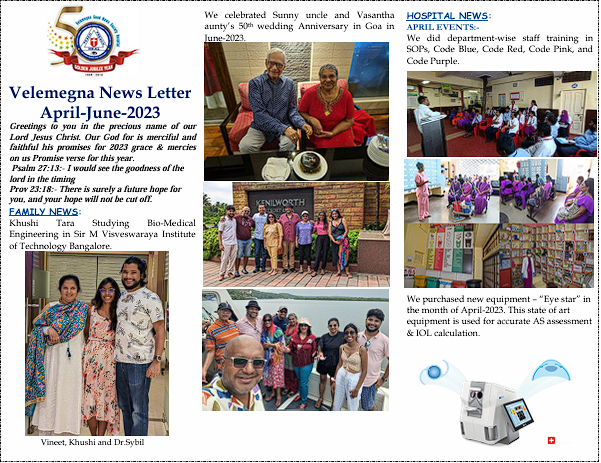 Velemegna Good News Society
50
GOLDEN JUBILEE YEAR
Velemegna News Letter
April-June-2023
Greetings to you in the precious name of our
Lord Jesus Christ. Our God for is merciful and
faithful his promises for 2023 grace & mercies
on us Promise verse for this year.
Psalm 27:13:- I would see the goodness of the
lord in the timing
Prov 23:18:- There is surely a future hope for
you, and your hope will not be cut off.
FAMILY NEWS:
Khushi Tara Studying Bio-Medical
Engineering in Sir M Visveswaraya Institute
of Technology Bangalore.
Vineet, Khushi and Dr.Sybil
We celebrated Sunny uncle and Vasantha
aunty's 50th wedding Anniversary in Goa in
June-2023.
KENILWORTH
HOSPITAL NEWS:
APRIL EVENTS:-
We did department-wise staff training in
SOPs, Code Blue, Code Red, Code Pink, and
Code Purple.
We purchased new equipment – "Eye star" in
the month of April-2023. This state of art
equipment is used for accurate AS assessment
& IOL calculation.